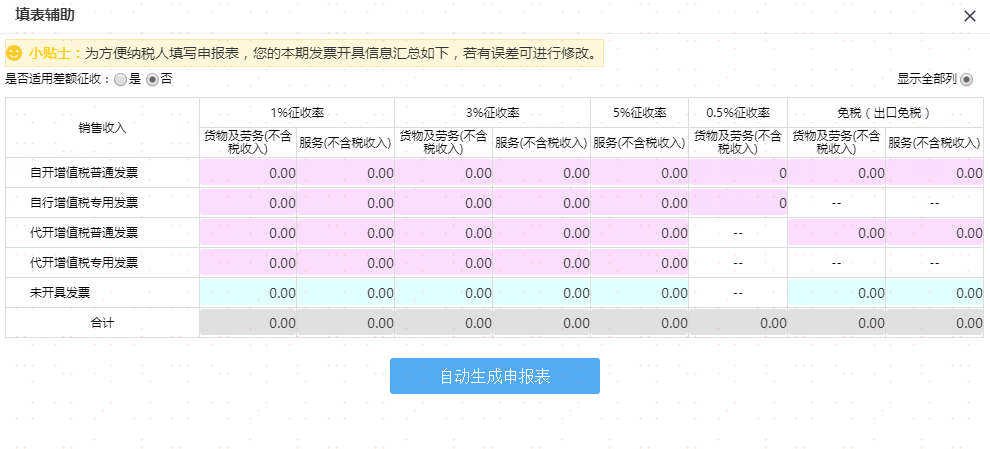 填表辅助
小贴士：为方便纳税人填写申报表，您的本期发票开具信息汇总如下，若有误差可进行修改。
是否适用差额征收： 是 否 显示全部列
销售收入 1%征收率 3%征收率 5%征收率 0.5%征收率 免税（出口免税）
货物及劳务(不含税收入) 服务(不含税收入) 货物及劳务(不含税收入) 服务(不含税收入) 服务(不含税收入) 货物及劳务(不含税收入) 货物及劳务(不含税收入) 服务(不含税收入)
自开增值税普通发票 0.00 0.00 0.00 0.00 0.00 0 0.00 0.00
自行增值税专用发票 0.00 0.00 0.00 0.00 0.00 0 -- --
代开增值税普通发票 0.00 0.00 0.00 0.00 0.00 -- 0.00 0.00
代开增值税专用发票 0.00 0.00 0.00 0.00 0.00 -- -- --
未开具发票 0.00 0.00 0.00 0.00 0.00 -- 0.00 0.00
合计 0.00 0.00 0.00 0.00 0.00 0.00 0.00 0.00
自动生成申报表